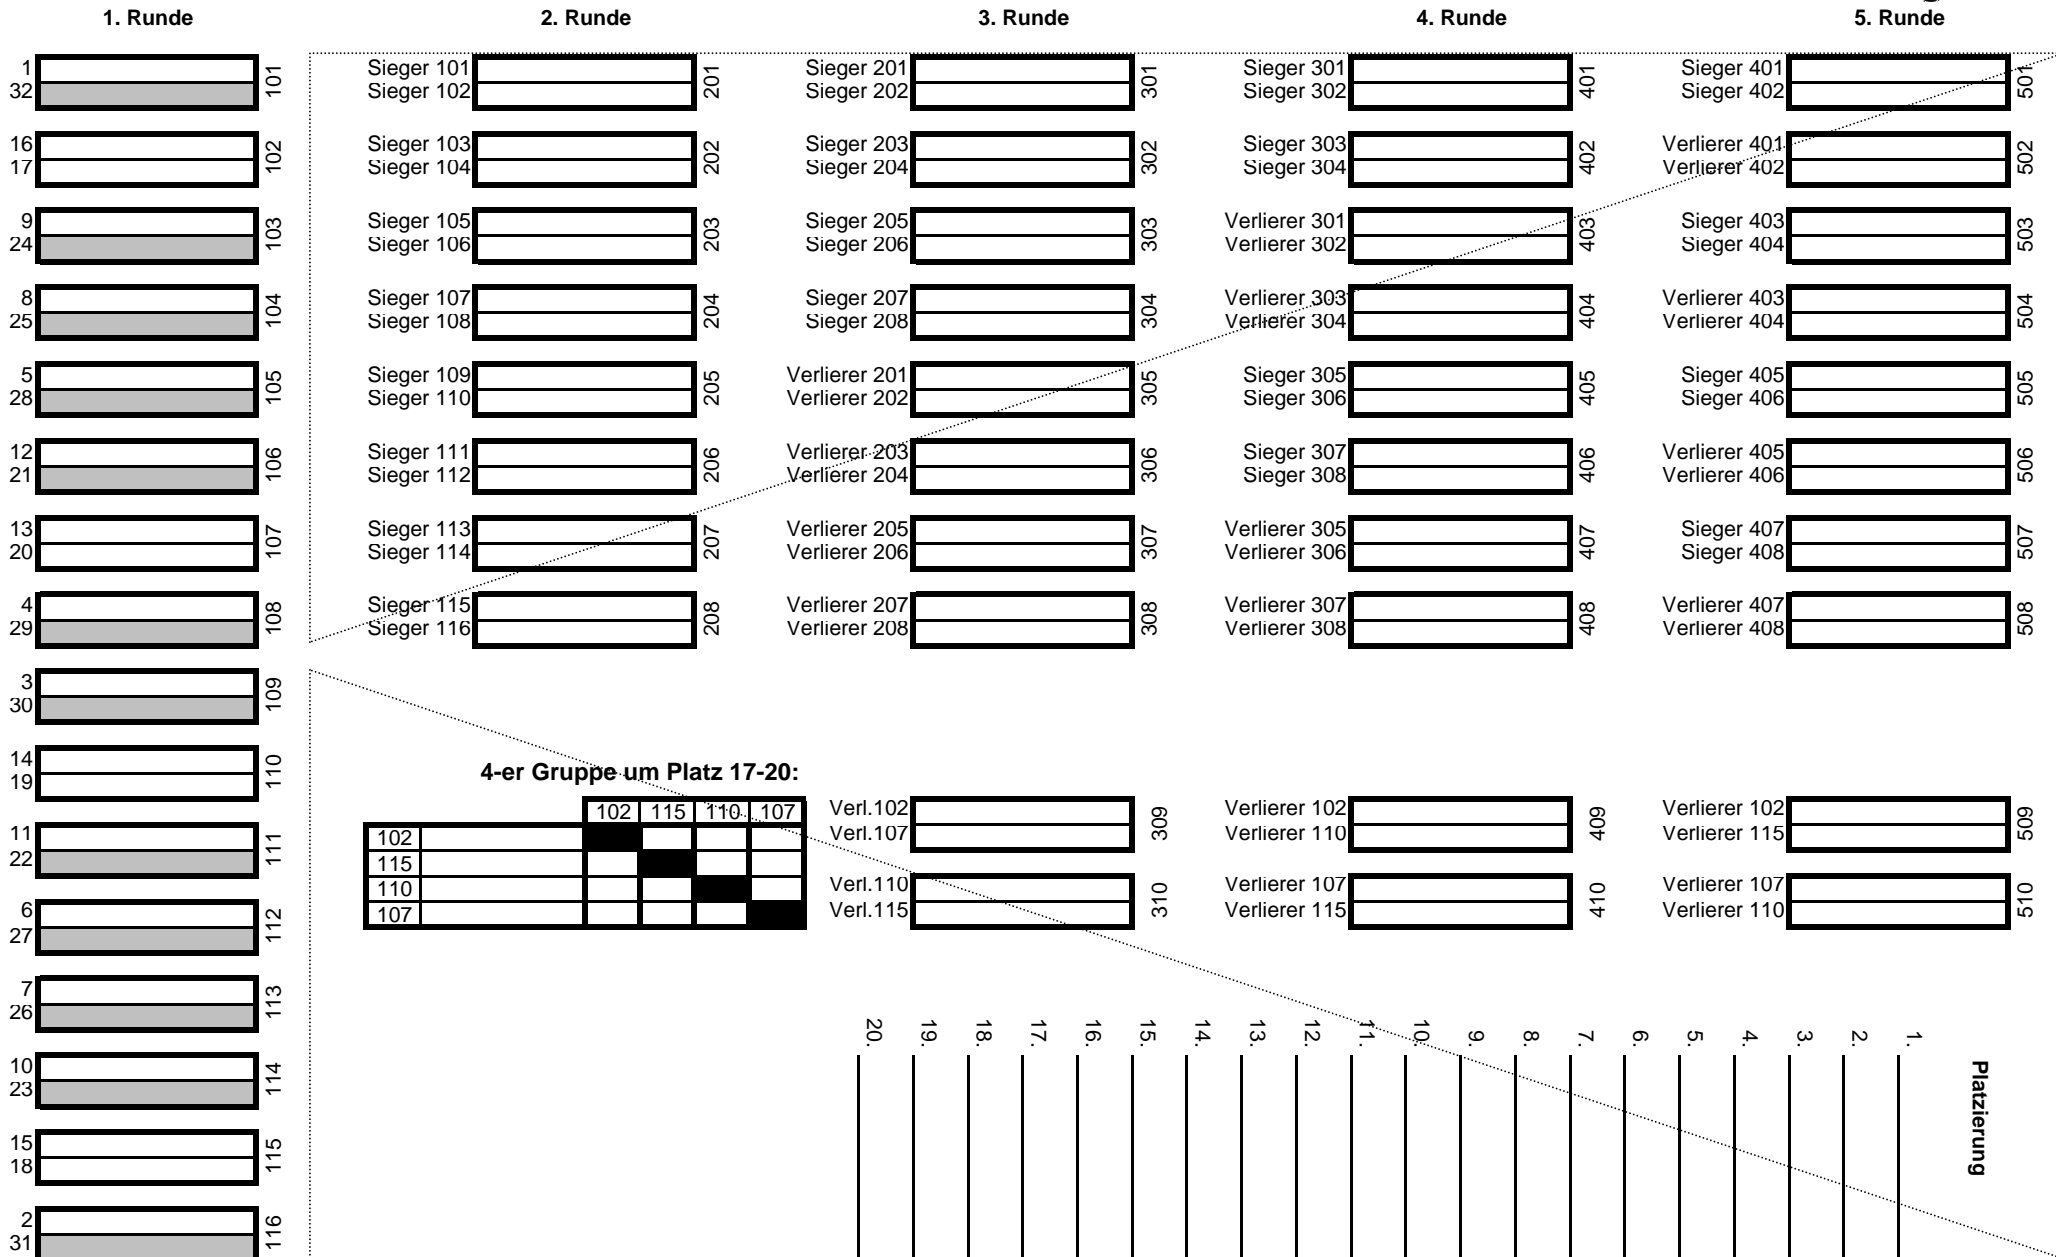 1. Runde 2. Runde 3. Runde 4. Runde 5. Runde
1 Sieger 101 Sieger 201 Sieger 301 Sieger 401
32 101 Sieger 102 201 Sieger 202 301 Sieger 302 401 Sieger 402 501
16 Sieger 103 Sieger 203 Sieger 303 Verlierer 401
17 102 Sieger 104 202 Sieger 204 302 Sieger 304 402 Verlierer 402 502
9 Sieger 105 Sieger 205 Verlierer 301 Sieger 403
24 103 Sieger 106 203 Sieger 206 303 Verlierer 302 403 Sieger 404 503
8 Sieger 107 Sieger 207 Verlierer 303 Verlierer 403
25 104 Sieger 108 204 Sieger 208 304 Verlierer 304 404 Verlierer 404 504
5 Sieger 109 Verlierer 201 Sieger 305 Sieger 405
28 105 Sieger 110 205 Verlierer 202 305 Sieger 306 405 Sieger 406 505
12 Sieger 111 Verlierer 203 Sieger 307 Verlierer 405
21 106 Sieger 112 206 Verlierer 204 306 Sieger 308 406 Verlierer 406 506
13 Sieger 113 Verlierer 205 Verlierer 305 Sieger 407
20 107 Sieger 114 207 Verlierer 206 307 Verlierer 306 407 Sieger 408 507
4 Sieger 115 Verlierer 207 Verlierer 307 Verlierer 407
29 108 Sieger 116 208 Verlierer 208 308 Verlierer 308 408 Verlierer 408 508
3
30 109
14
19 110
4-er Gruppe um Platz 17-20:
102 115 110 107
11 102 Verl.102 Verlierer 102 Verlierer 102
22 111 115 Verl.107 309 Verlierer 110 409 Verlierer 115 509
6 110 Verl.110 Verlierer 107 Verlierer 107
27 112 107 Verl.115 310 Verlierer 115 410 Verlierer 110 510
7
26 113
20. 19. 18. 17. 16. 15. 14. 13. 12. 11. 10. 9. 8. 7. 6. 5. 4. 3. 2. 1.
Platzierung
10
23 114
15
18 115
2
31 116